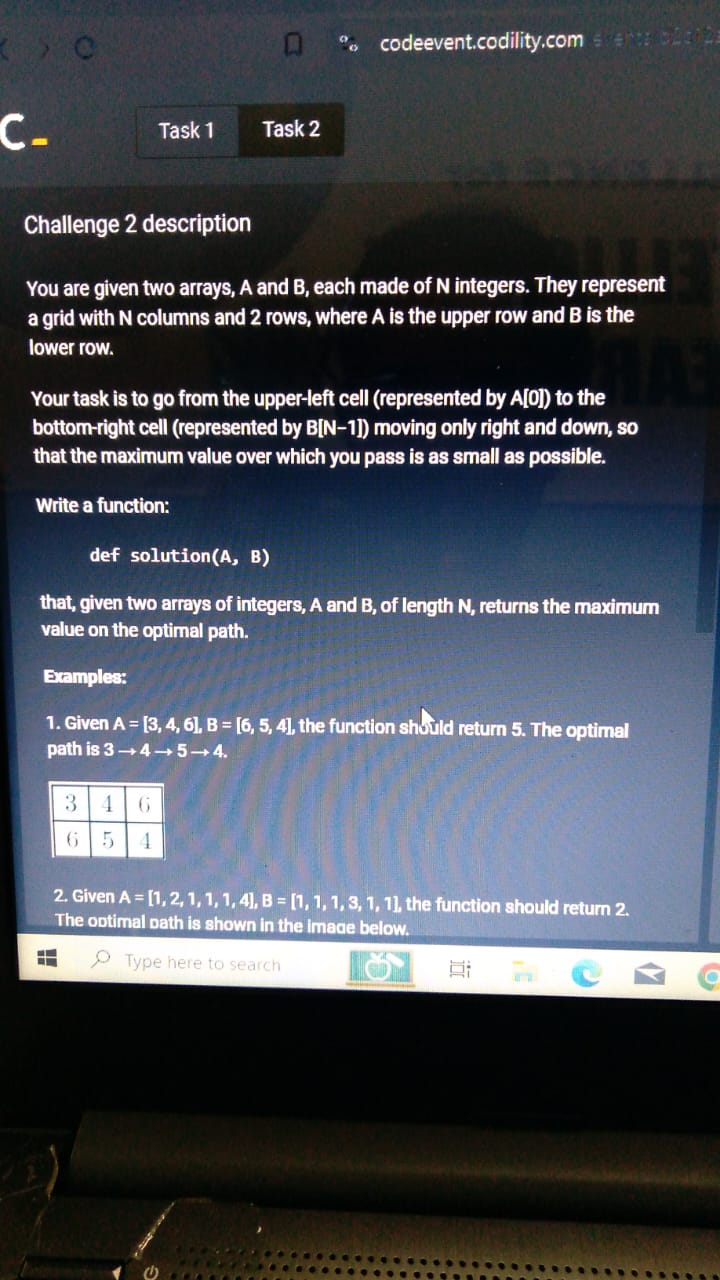 codeevent.codility.com
C_
Task 1 Task 2
Challenge 2 description
You are given two arrays, A and B, each made of N integers. They represent
a grid with N columns and 2 rows, where A is the upper row and B is the
lower row.
Your task is to go from the upper-left cell (represented by A[0]) to the
bottom-right cell (represented by B[N-1]) moving only right and down, so
that the maximum value over which you pass is as small as possible.
Write a function:
def solution(A, B)
that, given two arrays of integers, A and B, of length N, returns the maximum
value on the optimal path.
Examples:
1. Given A = [3, 4, 6], B = [6, 5, 4], the function should return 5. The optimal
path is 3 → 4 → 5 → 4.
3 4 6
6 5 4
2. Given A = [1, 2, 1, 1, 1, 4], B = [1, 1, 1, 3, 1, 1], the function should return 2.
The optimal path is shown in the image below.
Type here to search